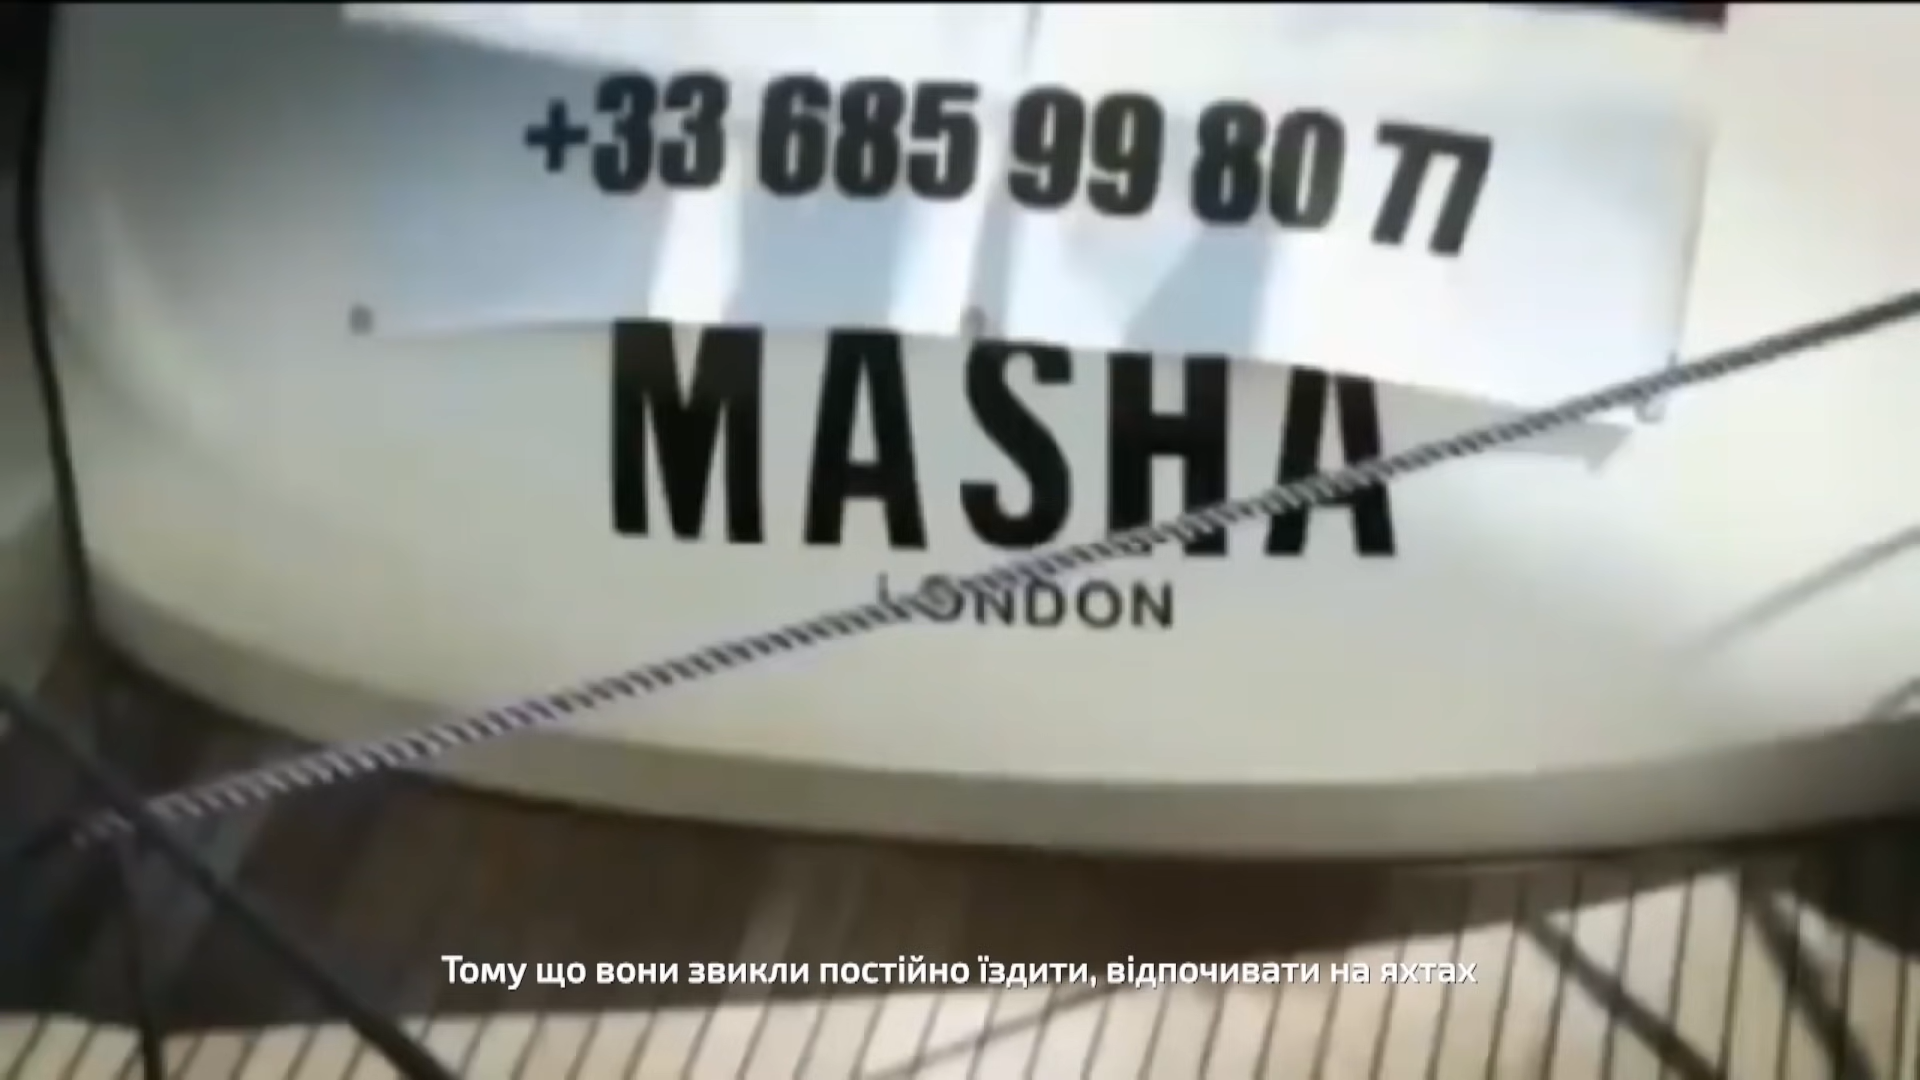 +33 685 99 80 77
MASHA
LONDON
Тому що вони звикли постійно їздити, відпочивати на яхтах